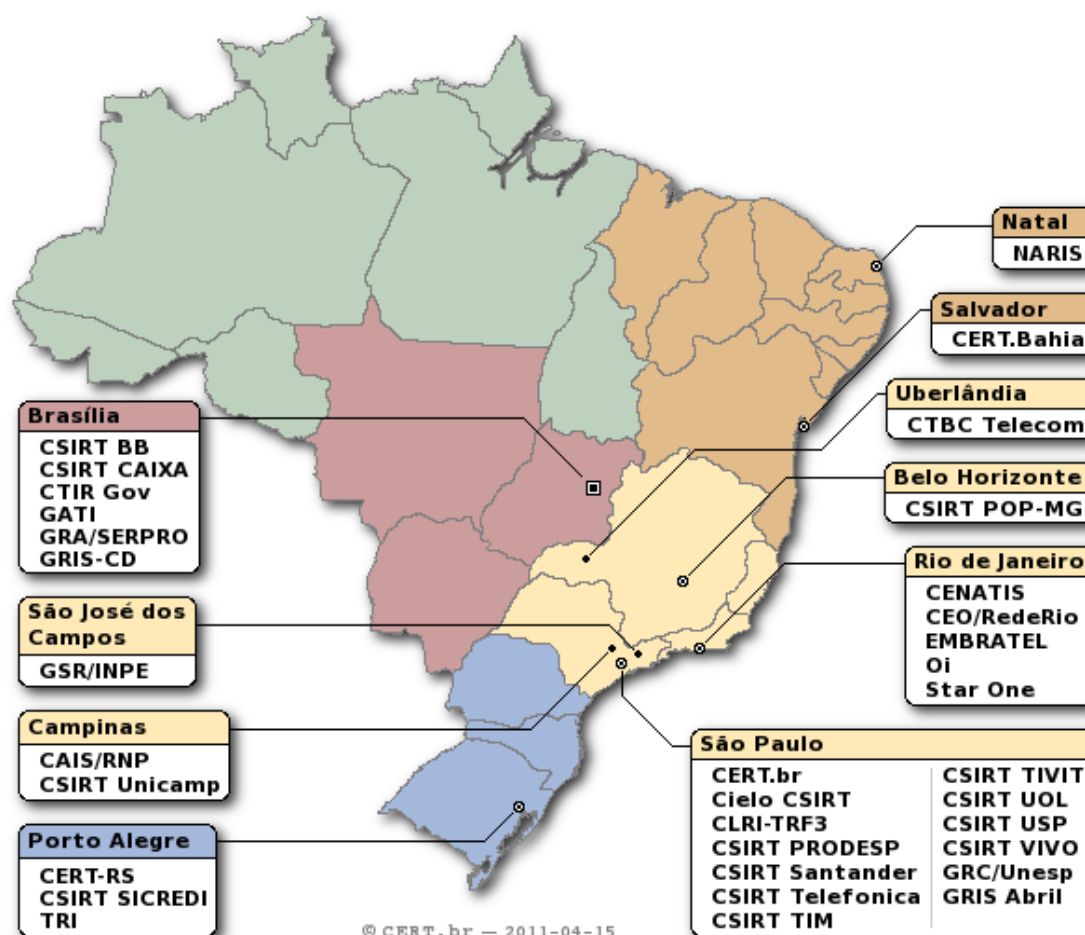 Natal
NARIS
Salvador
CERT.Bahia
Uberlândia
CTBC Telecom
Belo Horizonte
CSIRT POP-MG
Rio de Janeiro
CENATIS
CEO/RedeRio
EMBRATEL
Oi
Star One
Brasília
CSIRT BB
CSIRT CAIXA
CTIR Gov
GATI
GRA/SERPRO
GRIS-CD
São José dos
Campos
GSR/INPE
Campinas
CAIS/RNP
CSIRT Unicamp
Porto Alegre
CERT-RS
CSIRT SICREDI
TRI
São Paulo
CERT.br
Cielo CSIRT
CLRI-TRF3
CSIRT PRODESP
CSIRT Santander
CSIRT Telefonica
CSIRT TIM
CSIRT TIVIT
CSIRT UOL
CSIRT USP
CSIRT VIVO
GRC/Unesp
GRIS Abril
© CERT.br — 2011-04-15